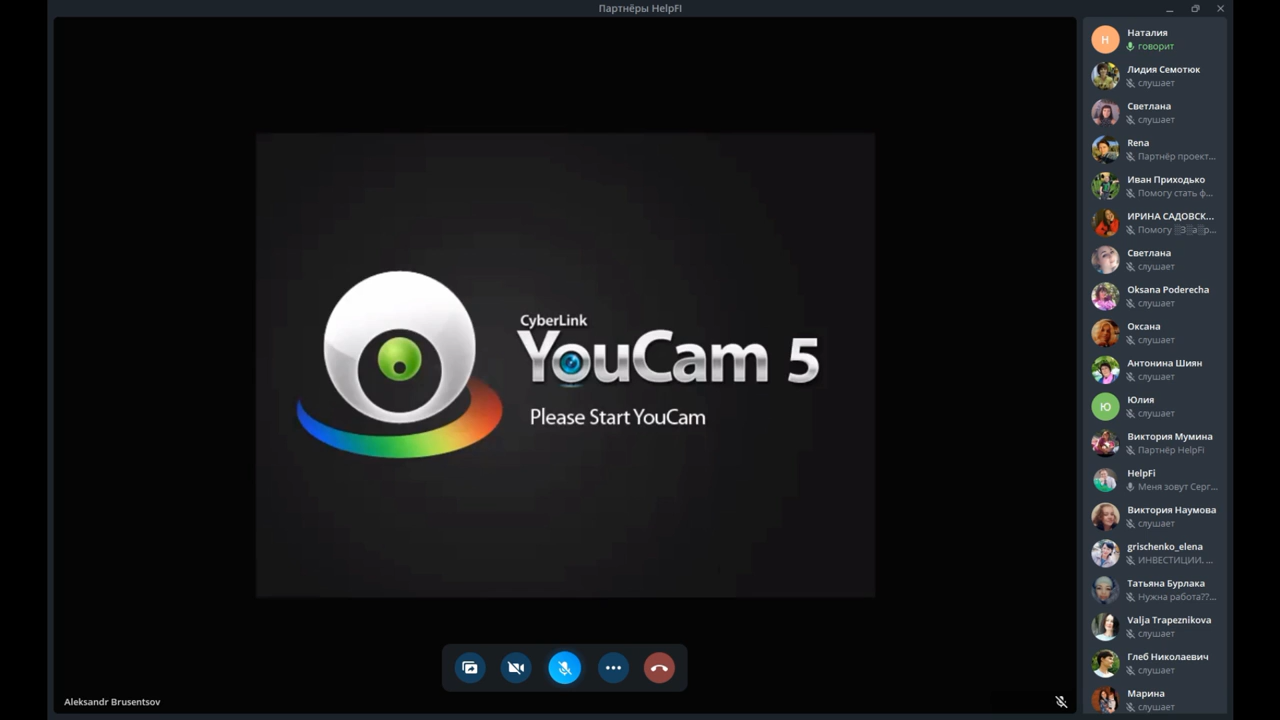 Партнёры HelpFI
CyberLink
YouCam 5
Please Start YouCam
Aleksandr Brusentsov
Н
Наталия
говорит
Лидия Семотюк
слушает
Светлана
слушает
Rena
Партнёр проект...
Иван Приходько
Помогу стать ф...
ИРИНА САДОВСК...
Помогу ▒З▒а▒р...
Светлана
слушает
Oksana Poderecha
слушает
Оксана
слушает
Антонина Шиян
слушает
Ю
Юлия
слушает
Виктория Мумина
Партнёр HelpFi
HelpFi
Меня зовут Серг...
Виктория Наумова
слушает
grischenko_elena
ИНВЕСТИЦИИ. ...
Татьяна Бурлака
Нужна работа??...
Valja Trapeznikova
слушает
Глеб Николаевич
слушает
Марина
слушает